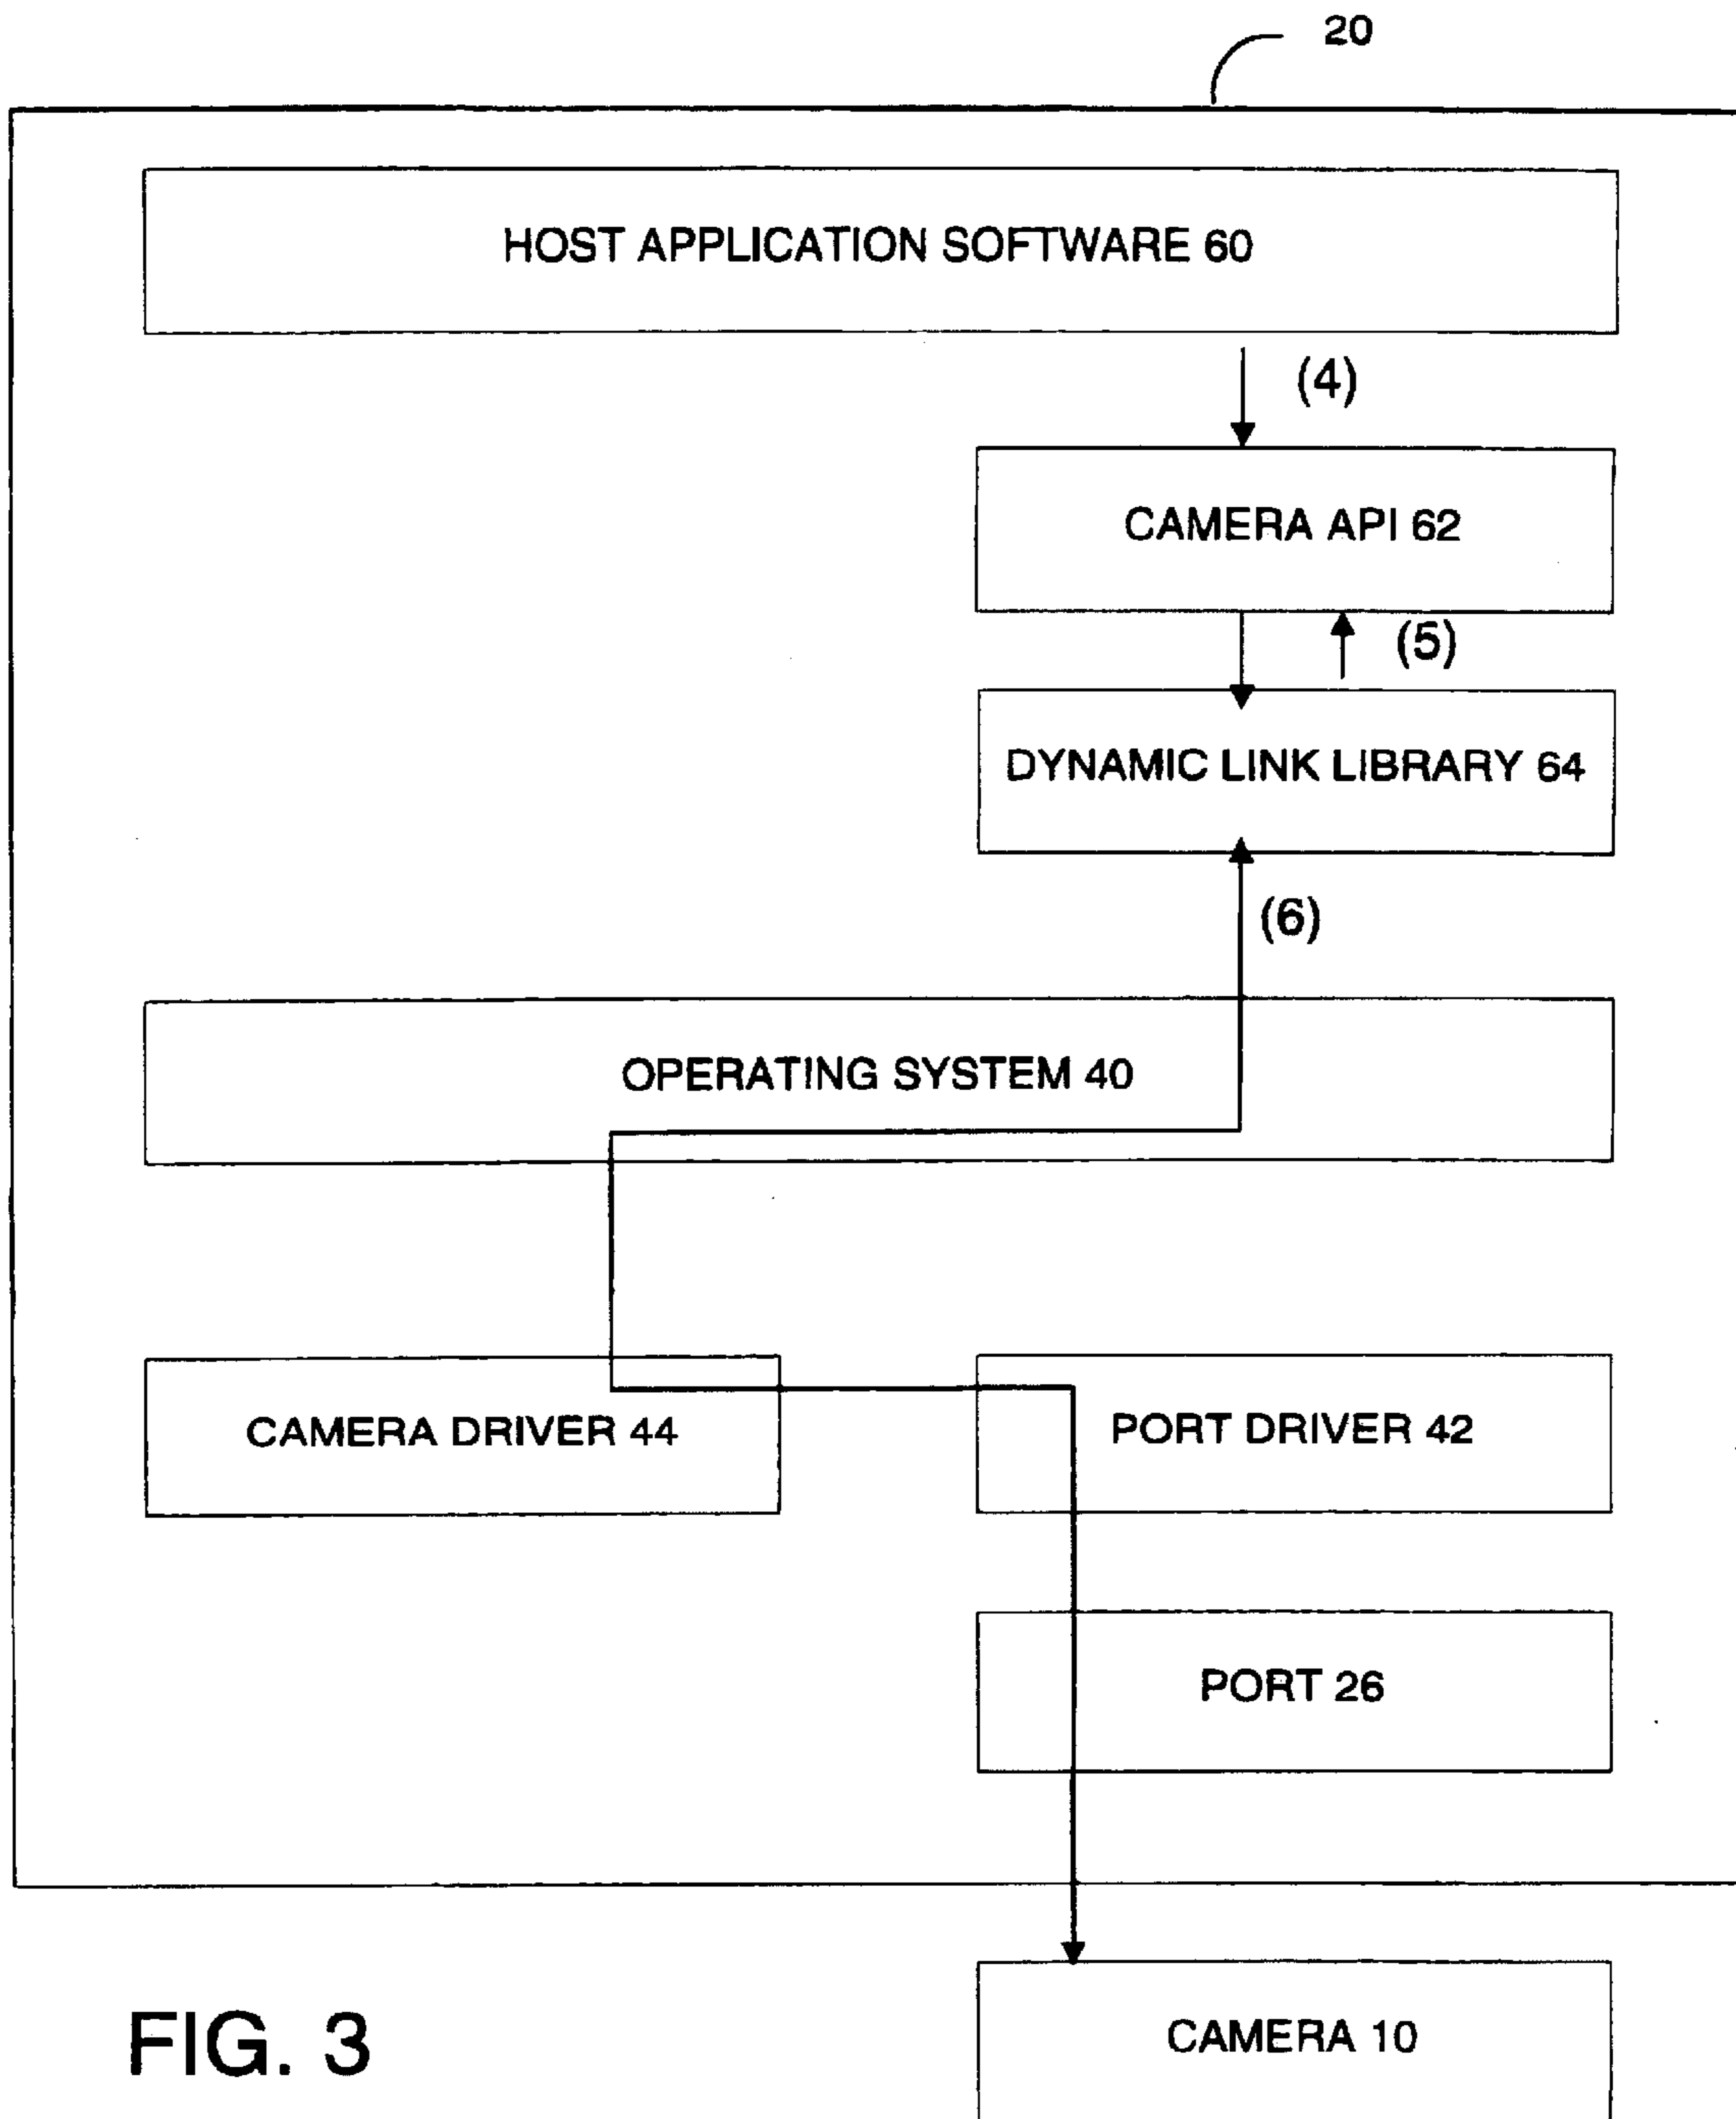 20
HOST APPLICATION SOFTWARE 60
(4)
CAMERA API 62
(5)
DYNAMIC LINK LIBRARY 64
(6)
OPERATING SYSTEM 40
CAMERA DRIVER 44
PORT DRIVER 42
PORT 26
CAMERA 10
FIG. 3